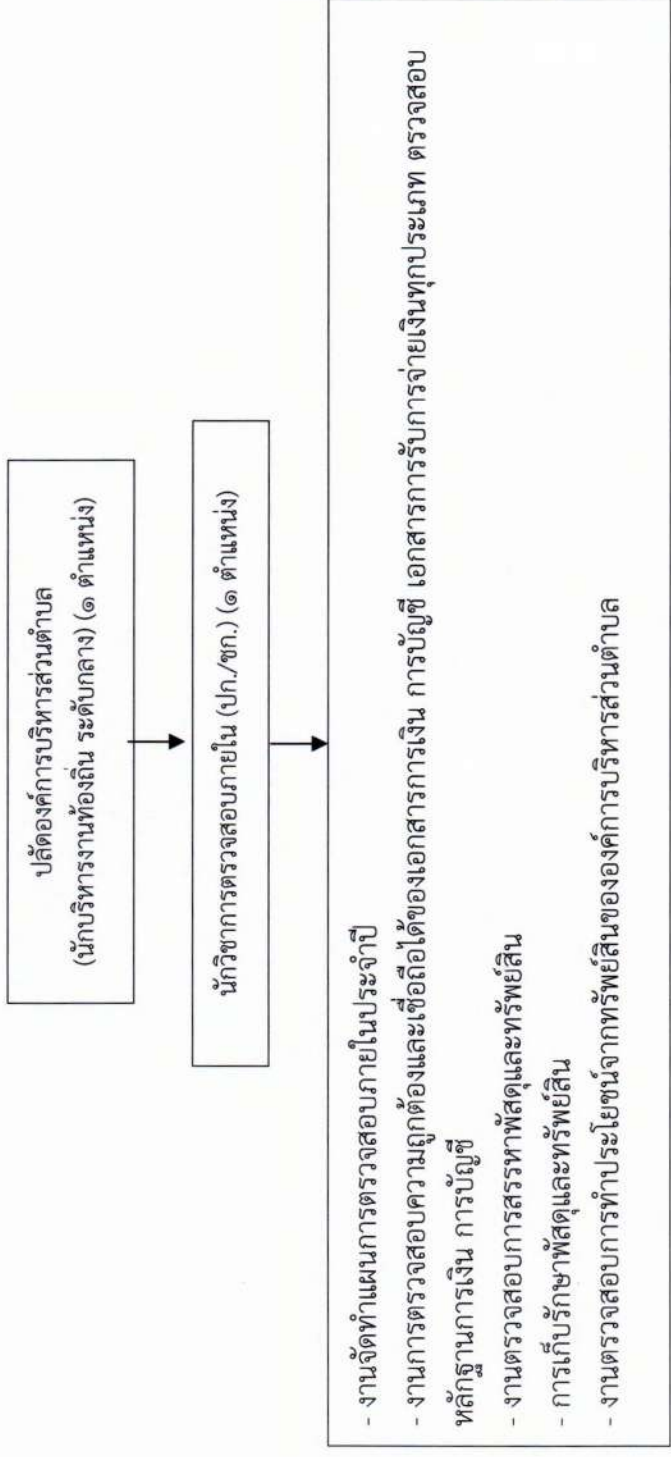 ปลัดองค์การบริหารส่วนตำบล
(นักบริหารงานท้องถิ่น ระดับกลาง) (๑ ตำแหน่ง)
นักวิชาการตรวจสอบภายใน (ปก./ชก.) (๑ ตำแหน่ง)
- งานจัดทำแผนการตรวจสอบภายในประจำปี
- งานการตรวจสอบความถูกต้องและเชื่อถือได้ของเอกสารการเงิน การบัญชี เอกสารการรับการจ่ายเงินทุกประเภท ตรวจสอบ
หลักฐานการเงิน การบัญชี
- งานตรวจสอบการสรรหาพัสดุและทรัพย์สิน
- การเก็บรักษาพัสดุและทรัพย์สิน
- งานตรวจสอบการทำประโยชน์จากทรัพย์สินขององค์การบริหารส่วนตำบล